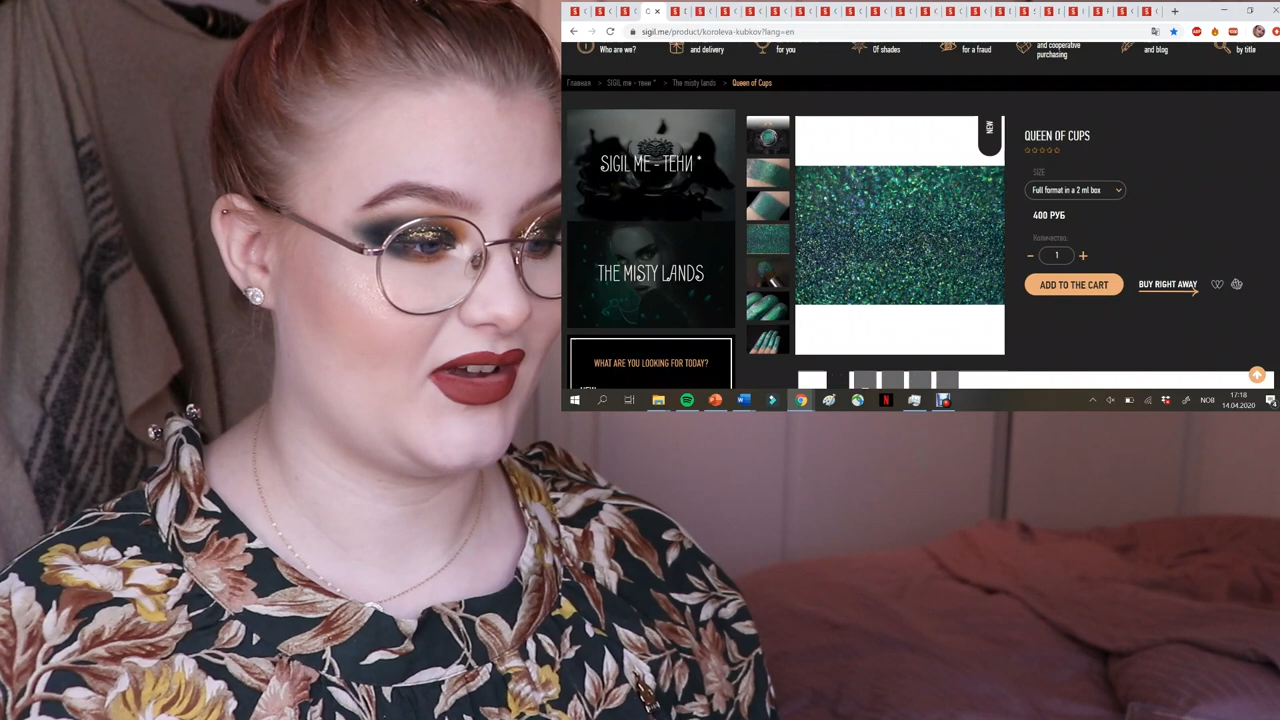 sigil.me/product/koroleva-kubkov?lang=en
Who are we?
and delivery
for you
Of shades
for a fraud
and cooperative
purchasing
and blog
by title
Главная > SIGIL me - тени * > The misty lands > Queen of Cups
SIGIL ME - ТЕНИ *
THE MISTY LANDS
WHAT ARE YOU LOOKING FOR TODAY?
NEW
QUEEN OF CUPS
SIZE
Full format in a 2 ml box
400 РУБ
Количество:
- 1 +
ADD TO THE CART
BUY RIGHT AWAY
NOB
17:18
14.04.2020